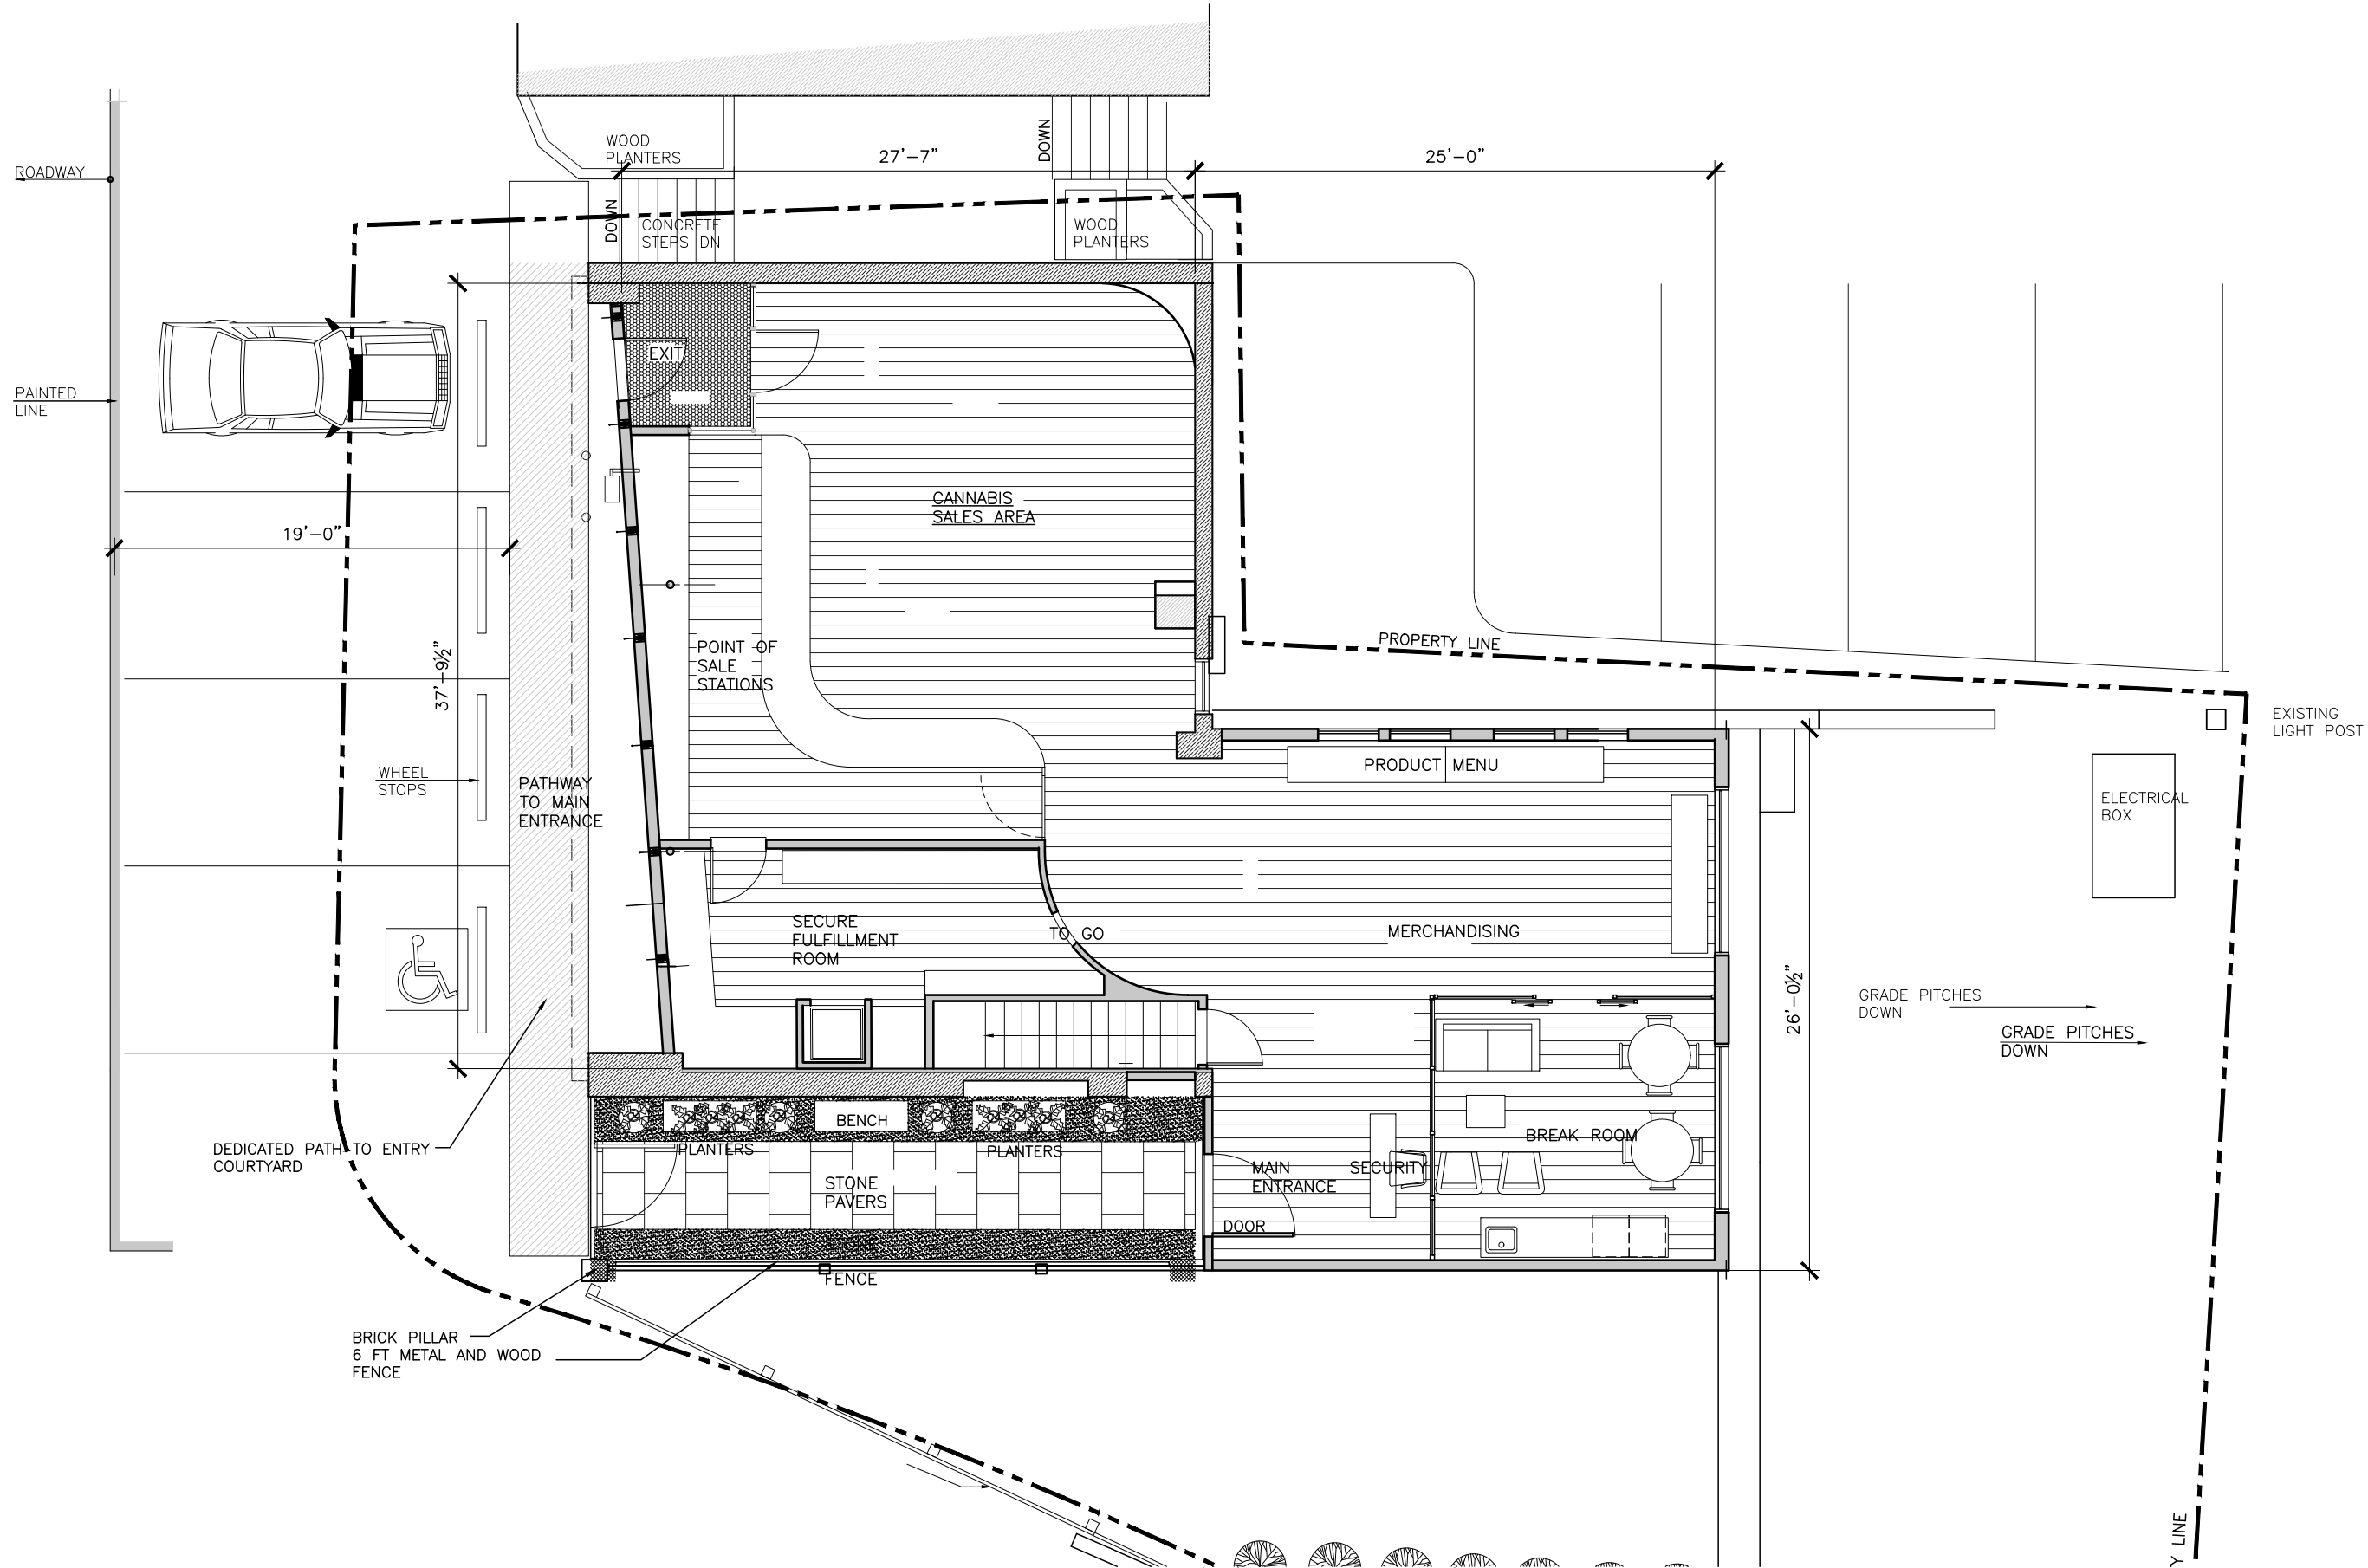 WOOD
PLANTERS
DOWN
27'-7"
25'-0"
ROADWAY
DOWN
CONCRETE
STEPS DN
WOOD
PLANTERS
EXIT
PAINTED
LINE
CANNABIS
SALES AREA
19'-0"
37'-9½"
POINT OF
SALE
STATIONS
PROPERTY LINE
EXISTING
LIGHT POST
WHEEL
STOPS
PATHWAY
TO MAIN
ENTRANCE
PRODUCT MENU
ELECTRICAL
BOX
SECURE
FULFILLMENT
ROOM
TO GO
MERCHANDISING
26'-0½"
GRADE PITCHES
DOWN
GRADE PITCHES
DOWN
DEDICATED PATH TO ENTRY
COURTYARD
BENCH
PLANTERS
PLANTERS
BREAK ROOM
STONE
PAVERS
MAIN
ENTRANCE
SECURITY
DOOR
STONE
FENCE
BRICK PILLAR
6 FT METAL AND WOOD
FENCE
Y LINE